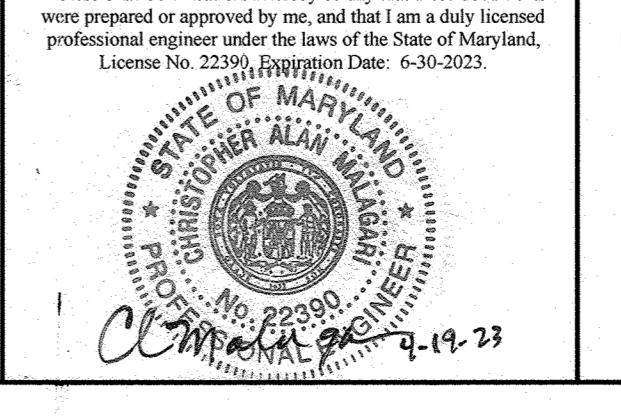 were prepared or approved by me, and that I am a duly licensed
professional engineer under the laws of the State of Maryland,
License No. 22390, Expiration Date: 6-30-2023.
STATE OF MARYLAND
CHRISTOPHER ALAN MALAGARI
No. 22390
PROFESSIONAL ENGINEER
4-19-23